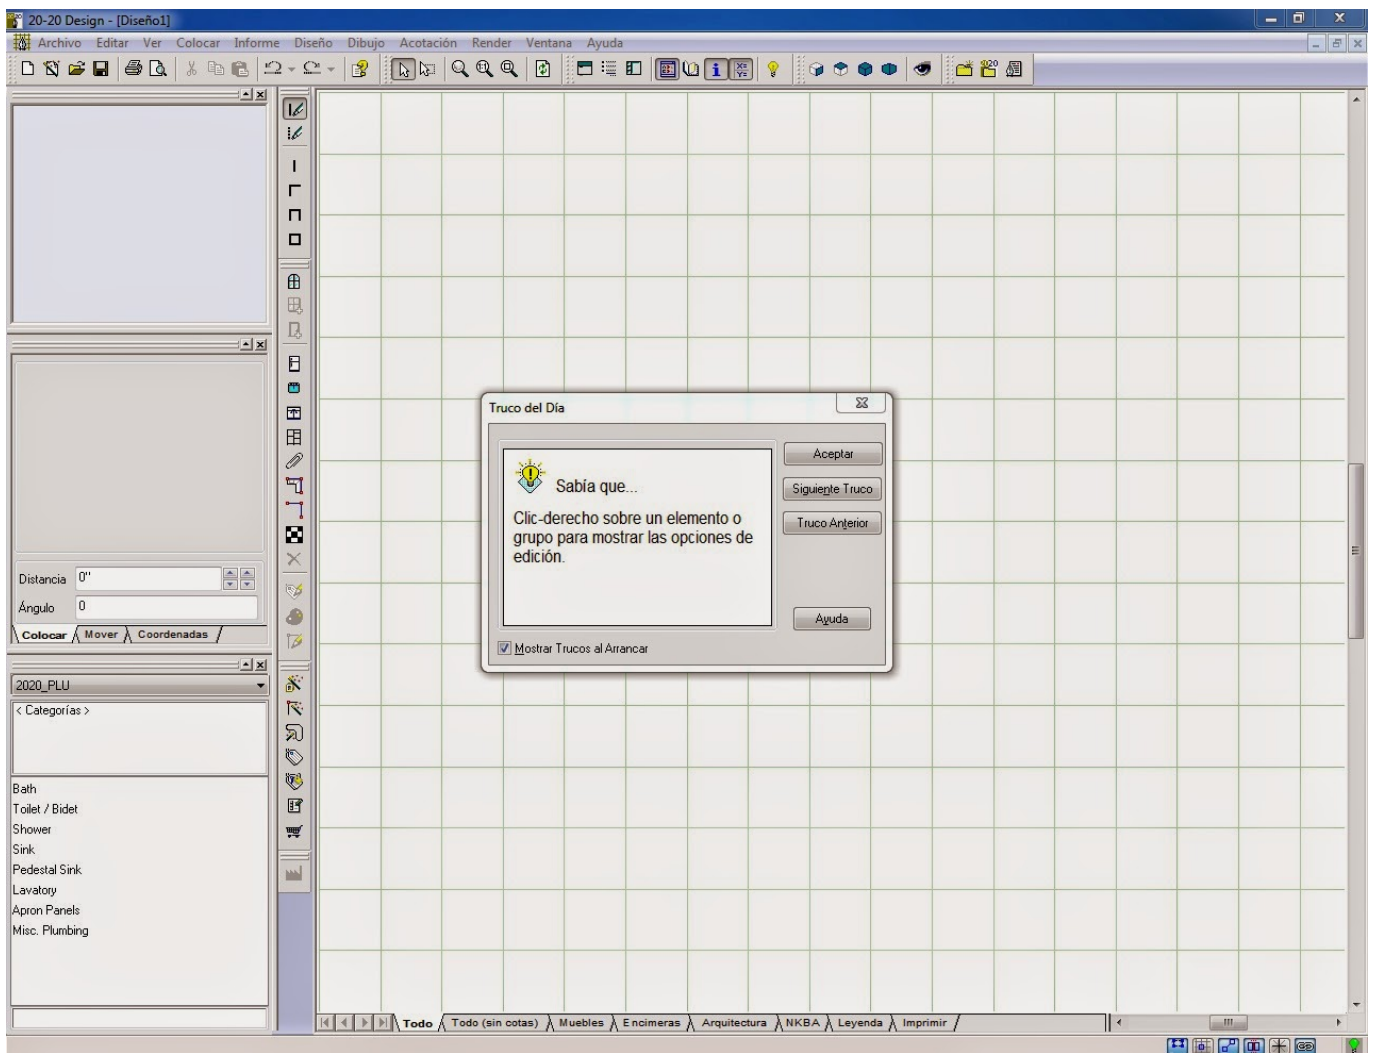 20-20 Design - [Diseño1]
Archivo Editar Ver Colocar Informe Diseño Dibujo Acotación Render Ventana Ayuda
Truco del Día
Sabía que...
Clic-derecho sobre un elemento o
grupo para mostrar las opciones de
edición.
Aceptar
Siguiente Truco
Truco Anterior
Ayuda
Mostrar Trucos al Arrancar
Distancia 0"
Ángulo 0
Colocar Mover Coordenadas
2020_PLU
< Categorías >
Bath
Toilet / Bidet
Shower
Sink
Pedestal Sink
Lavatory
Apron Panels
Misc. Plumbing
Todo Todo (sin cotas) Muebles Encimeras Arquitectura NKBA Leyenda Imprimir